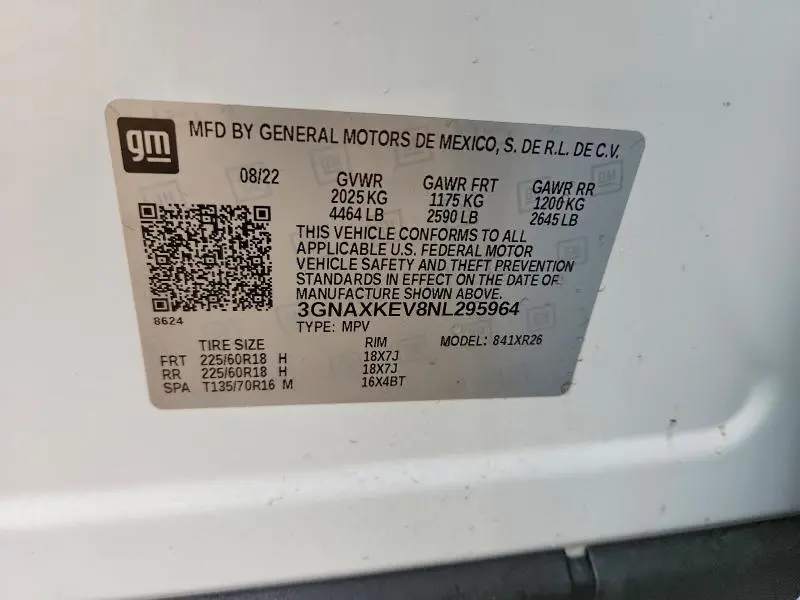 gm MFD BY GENERAL MOTORS DE MEXICO, S. DE R.L. DE C.V.
08/22 GVWR GAWR FRT GAWR RR
2025 KG 1175 KG 1200 KG
4464 LB 2590 LB 2645 LB
THIS VEHICLE CONFORMS TO ALL
APPLICABLE U.S. FEDERAL MOTOR
VEHICLE SAFETY AND THEFT PREVENTION
STANDARDS IN EFFECT ON THE DATE OF
MANUFACTURE SHOWN ABOVE.
3GNAXKEV8NL295964
8624
TYPE: MPV
TIRE SIZE RIM MODEL: 841XR26
FRT 225/60R18 H 18X7J
RR 225/60R18 H 18X7J
SPA T135/70R16 M 16X4BT